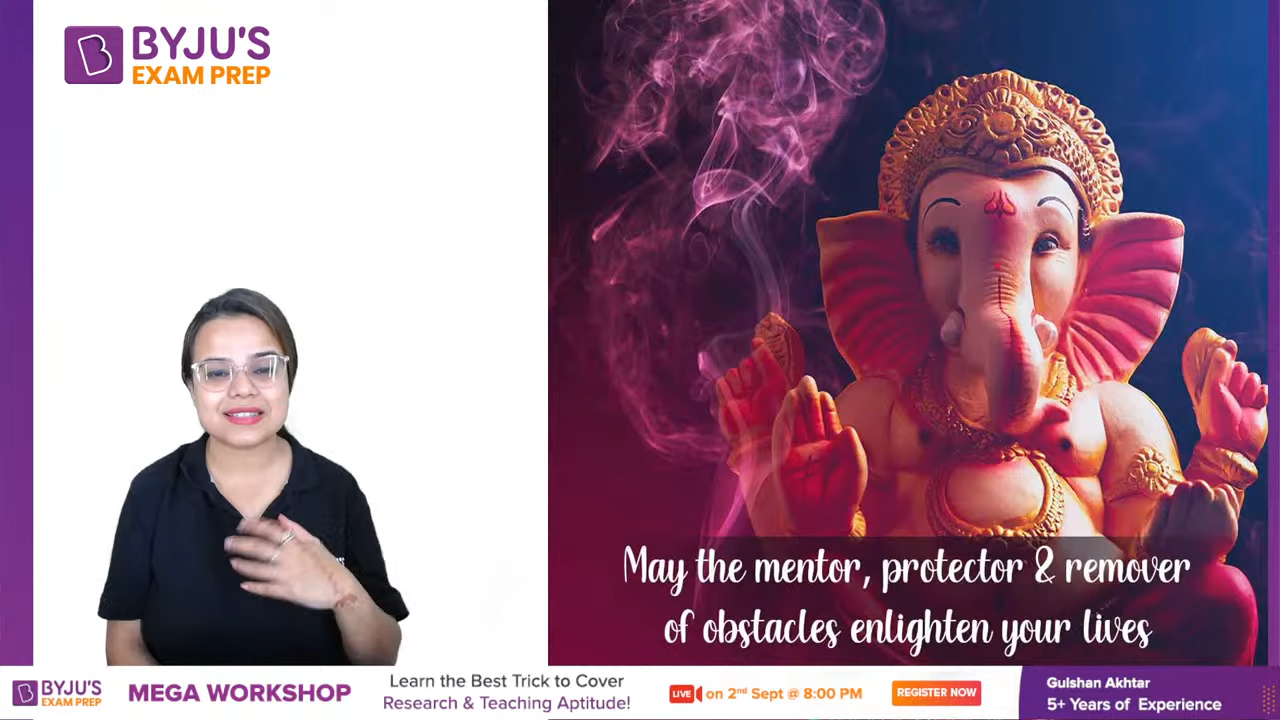 BYJU'S
EXAM PREP
May the mentor, protector & remover
of obstacles enlighten your lives
BYJU'S
EXAM PREP
MEGA WORKSHOP
Learn the Best Trick to Cover
Research & Teaching Aptitude!
LIVE on 2nd Sept @ 8:00 PM
REGISTER NOW
Gulshan Akhtar
5+ Years of Experience